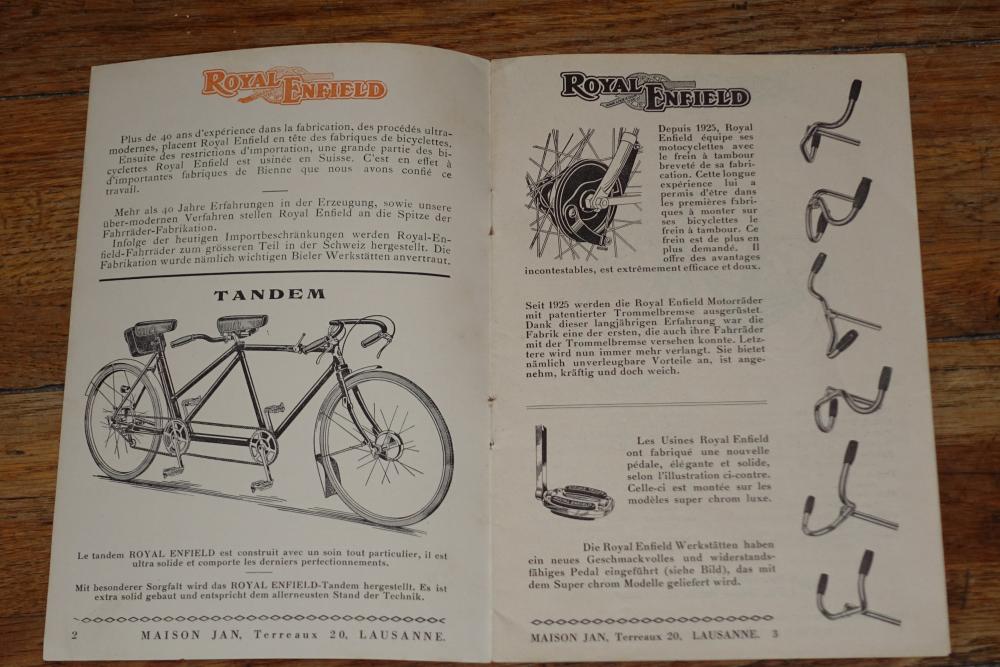 ROYAL ENFIELD
Plus de 40 ans d'expérience dans la fabrication, des procédés ultra-
modernes, placent Royal Enfield en tête des fabriques de bicyclettes.
Ensuite des restrictions d'importation, une grande partie des bi-
cyclettes Royal Enfield est usinée en Suisse. C'est en effet à
d'importantes fabriques de Bienne que nous avons confié ce
travail.
Mehr als 40 Jahre Erfahrungen in der Erzeugung, sowie unsere
über-modernen Verfahren stellen Royal Enfield an die Spitze der
Fahrräder-Fabrikation.
Infolge der heutigen Importbeschränkungen werden Royal-En-
field-Fahrräder zum grösseren Teil in der Schweiz hergestellt. Die
Fabrikation wurde nämlich wichtigen Bieler Werkstätten anvertraut.
TANDEM
Le tandem ROYAL ENFIELD est construit avec un soin tout particulier, il est
ultra solide et comporte les derniers perfectionnements.
Mit besonderer Sorgfalt wird das ROYAL ENFIELD-Tandem hergestellt. Es ist
extra solid gebaut und entspricht dem allerneusten Stand der Technik.
2 MAISON JAN, Terreaux 20, LAUSANNE.
ROYAL ENFIELD
Depuis 1925, Royal
Enfield équipe ses
motocyclettes avec
le frein à tambour
breveté de sa fabri-
cation. Cette longue
expérience lui a
permis d'être dans
les premières fabri-
ques à monter sur
ses bicyclettes le
frein à tambour. Ce
frein est de plus en
plus demandé. Il
offre des avantages
incontestables, est extrêmement efficace et doux.
Seit 1925 werden die Royal Enfield Motorräder
mit patentierter Trommelbremse ausgerüstet.
Dank dieser langjährigen Erfahrung war die
Fabrik eine der ersten, die auch ihre Fahrräder
mit der Trommelbremse versehen konnte. Letz-
tere wird nun immer mehr verlangt. Sie bietet
nämlich unverleugbare Vorteile an, ist ange-
nehm, kräftig und doch weich.
Les Usines Royal Enfield
ont fabriqué une nouvelle
pédale, élégante et solide,
selon l'illustration ci-contre.
Celle-ci est montée sur les
modèles super chrom luxe.
Die Royal Enfield Werkstätten haben
ein neues Geschmackvolles und widerstands-
fähiges Pedal eingeführt (siehe Bild), das mit
dem Super chrom Modelle geliefert wird.
MAISON JAN, Terreaux 20, LAUSANNE. 3